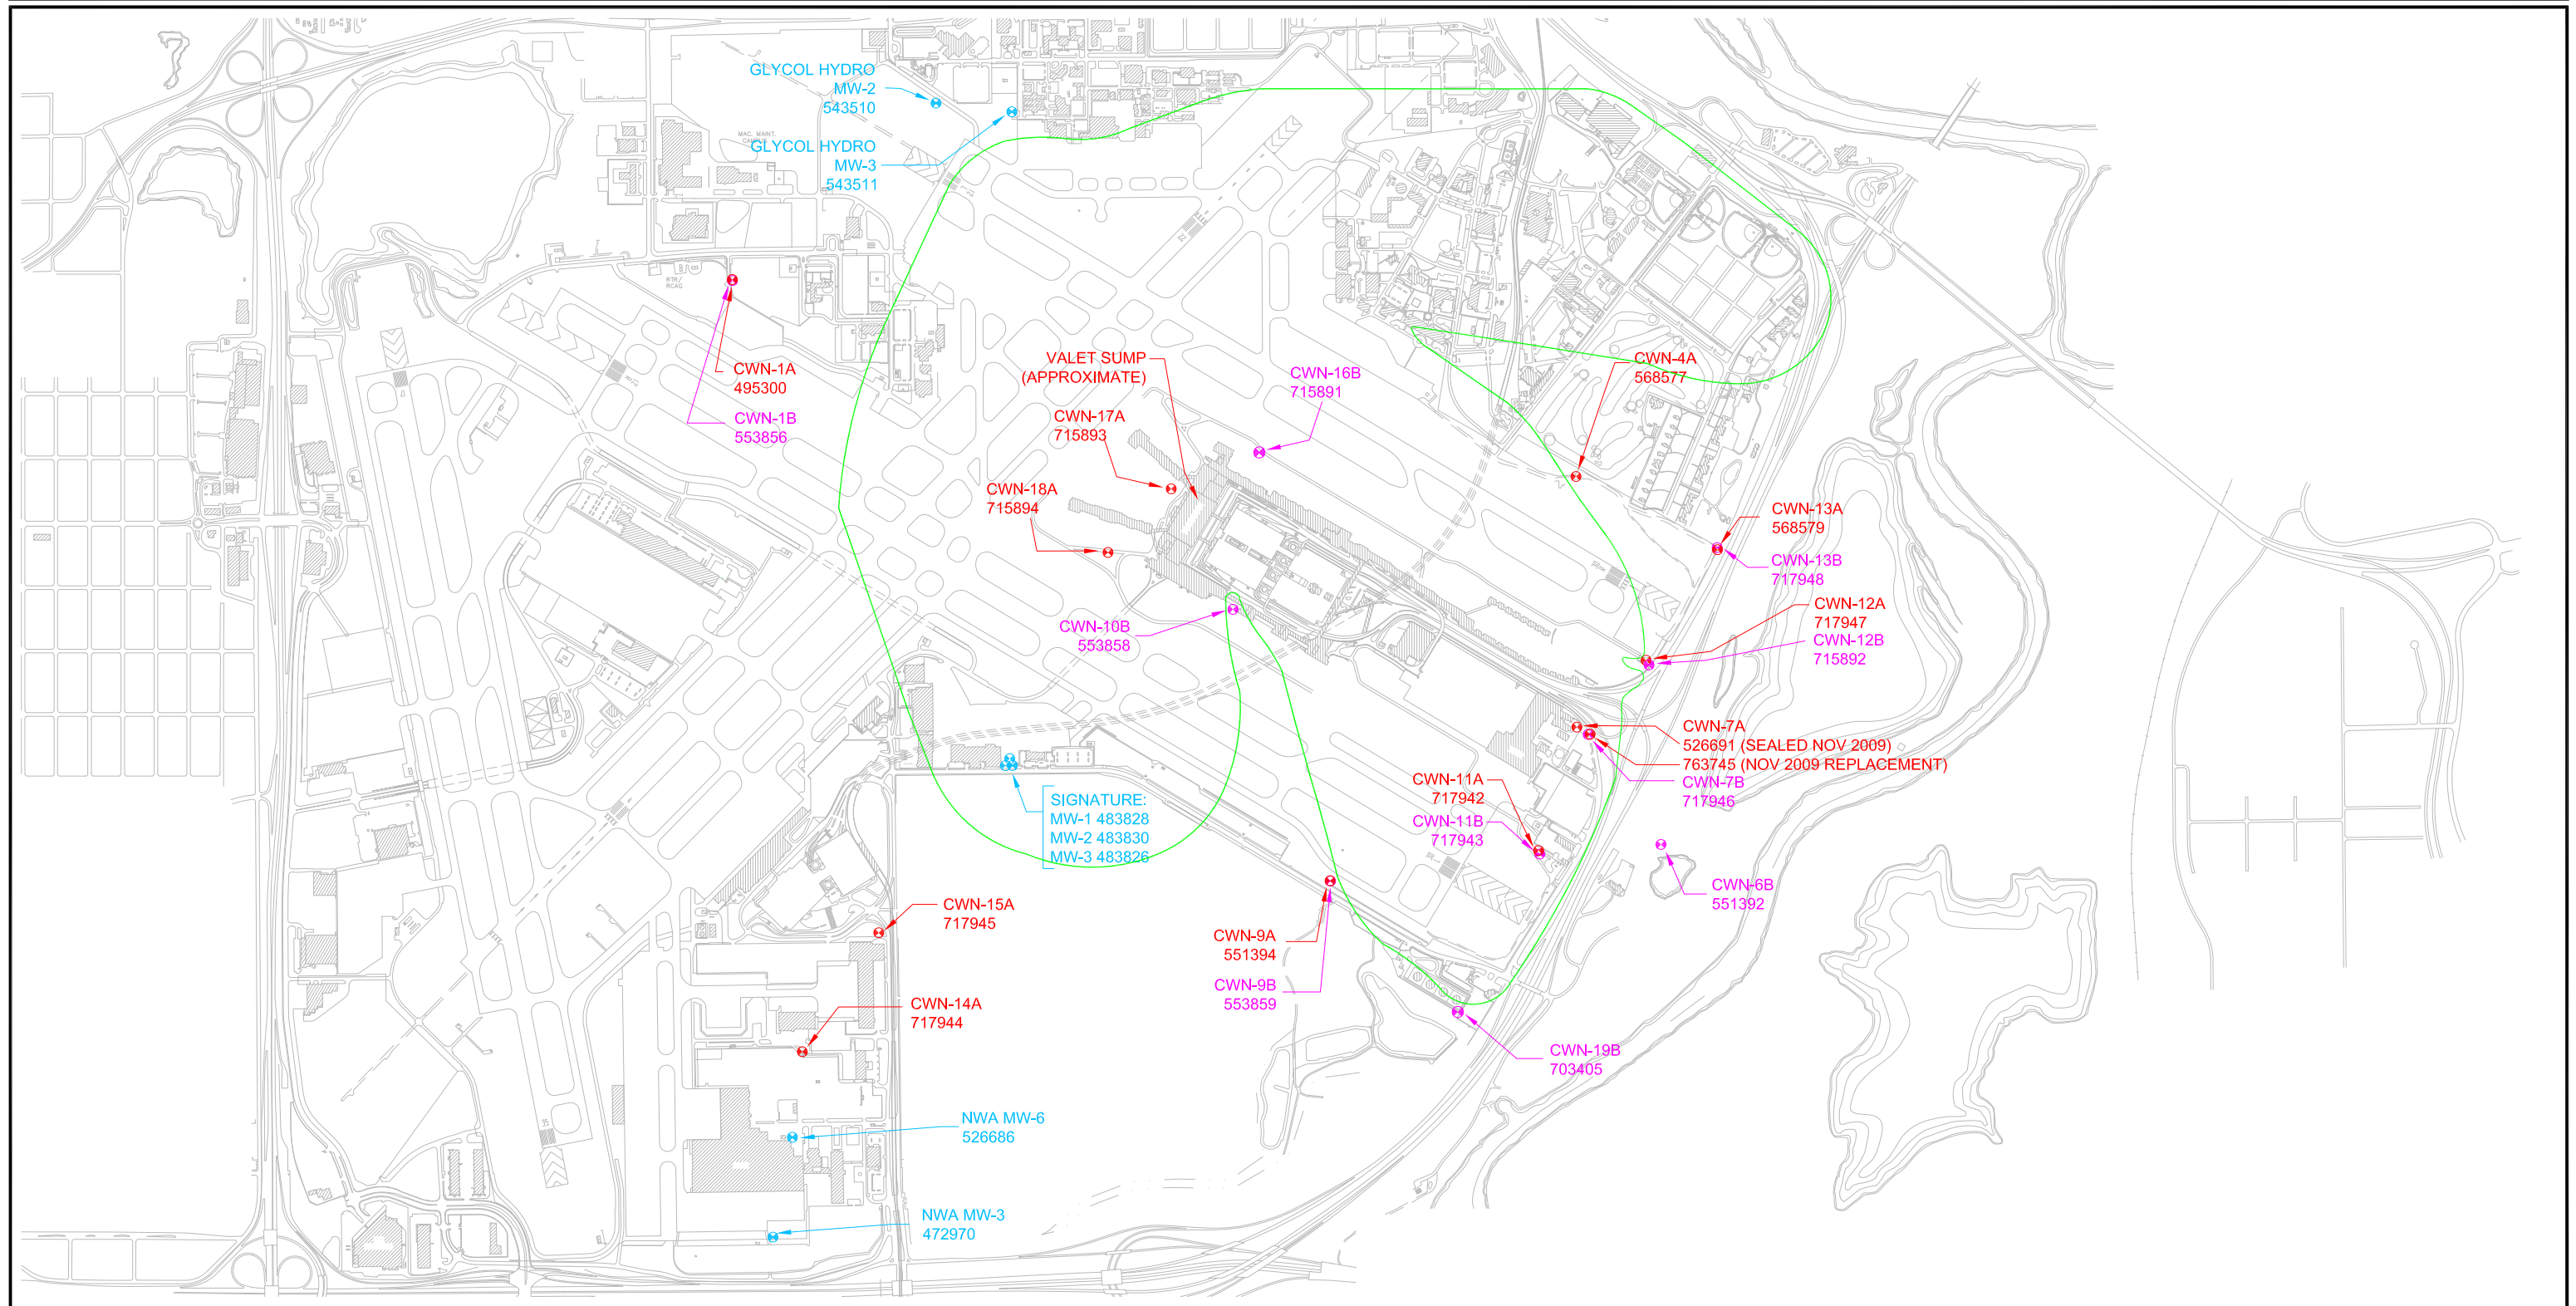 GLYCOL HYDRO
MW-2
543510
MAC. MAINT.
GLYCOL HYDRO
MW-3
543511
RTR/
RCAG
CWN-1A
495300
CWN-1B
553856
VALET SUMP
(APPROXIMATE)
CWN-17A
715893
CWN-16B
715891
CWN-4A
568577
CWN-18A
715894
CWN-13A
568579
CWN-13B
717948
CWN-10B
553858
CWN-12A
717947
CWN-12B
715892
CWN-7A
526691 (SEALED NOV 2009)
763745 (NOV 2009 REPLACEMENT)
CWN-7B
717946
CWN-11A
717942
CWN-11B
717943
SIGNATURE:
MW-1 483828
MW-2 483830
MW-3 483826
CWN-6B
551392
CWN-15A
717945
CWN-9A
551394
CWN-9B
553859
CWN-14A
717944
CWN-19B
703405
NWA MW-6
526686
NWA MW-3
472970